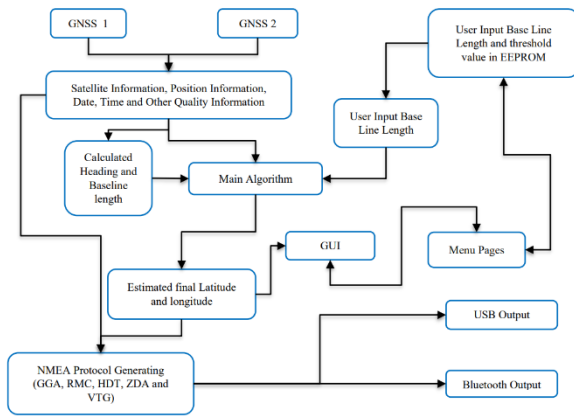 GNSS 1
GNSS 2
User Input Base Line
Length and threshold
value in EEPROM
Satellite Information, Position Information,
Date, Time and Other Quality Information
User Input Base
Line Length
Calculated
Heading and
Baseline
length
Main Algorithm
GUI
Menu Pages
Estimated final Latitude
and longitude
USB Output
NMEA Protocol Generating
(GGA, RMC, HDT, ZDA and
VTG)
Bluetooth Output